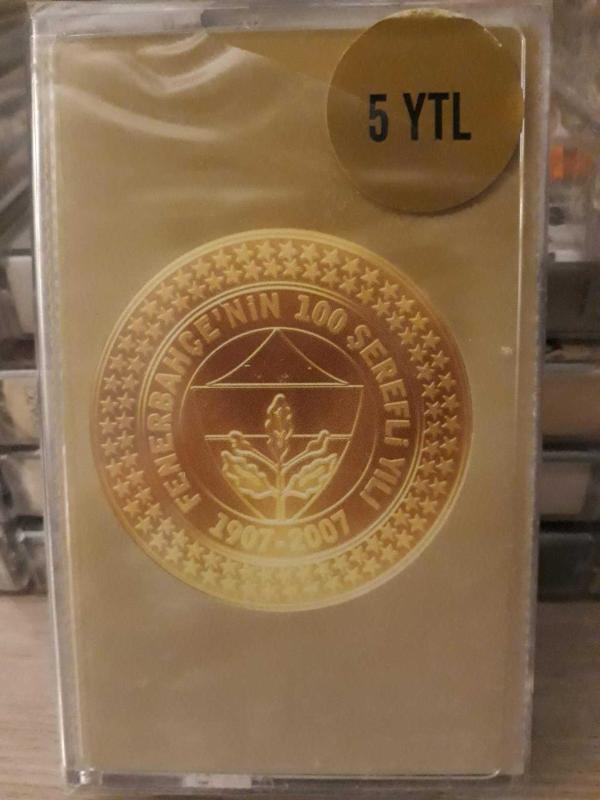 5 YTL
FENERBAHÇE'NİN 100 ŞEREFLİ YILI
1907-2007